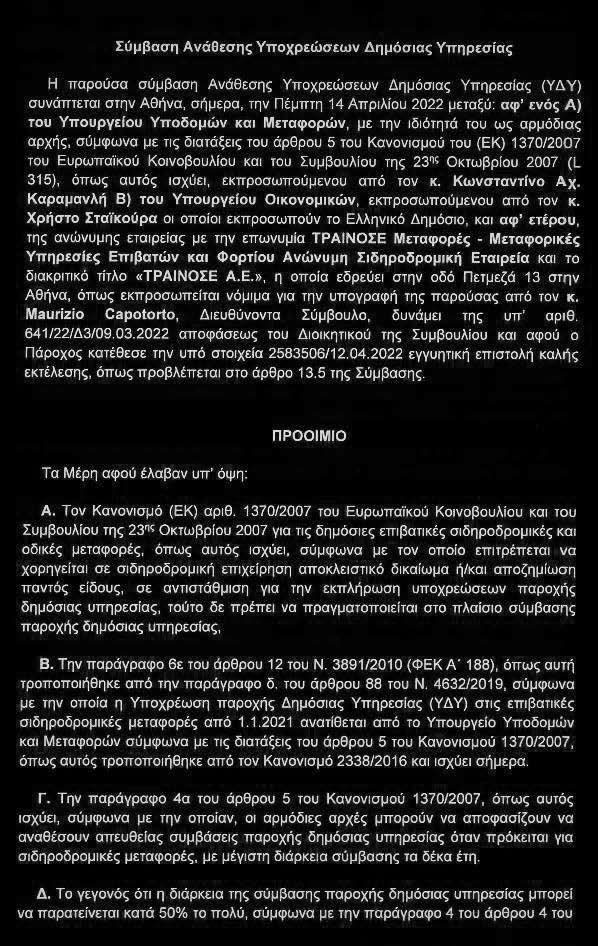 Σύμβαση Ανάθεσης Υποχρεώσεων Δημόσιας Υπηρεσίας
Η παρούσα σύμβαση Ανάθεσης Υποχρεώσεων Δημόσιας Υπηρεσίας (ΥΔΥ)
συνάπτεται στην Αθήνα, σήμερα, την Πέμπτη 14 Απριλίου 2022 μεταξύ: αφ’ ενός Α)
του Υπουργείου Υποδομών και Μεταφορών, με την ιδιότητά του ως αρμόδιας
αρχής, σύμφωνα με τις διατάξεις του άρθρου 5 του Κανονισμού του (ΕΚ) 1370/2007
του Ευρωπαϊκού Κοινοβουλίου και του Συμβουλίου της 23ης Οκτωβρίου 2007 (L
315), όπως αυτός ισχύει, εκπροσωπούμενου από τον κ. Κωνσταντίνο Αχ.
Καραμανλή Β) του Υπουργείου Οικονομικών, εκπροσωπούμενου από τον κ.
Χρήστο Σταϊκούρα οι οποίοι εκπροσωπούν το Ελληνικό Δημόσιο, και αφ’ ετέρου,
της ανώνυμης εταιρείας με την επωνυμία ΤΡΑΙΝΟΣΕ Μεταφορές - Μεταφορικές
Υπηρεσίες Επιβατών και Φορτίου Ανώνυμη Σιδηροδρομική Εταιρεία και το
διακριτικό τίτλο «ΤΡΑΙΝΟΣΕ Α.Ε.», η οποία εδρεύει στην οδό Πετμεζά 13 στην
Αθήνα, όπως εκπροσωπείται νόμιμα για την υπογραφή της παρούσας από τον κ.
Maurizio Capotorto, Διευθύνοντα Σύμβουλο, δυνάμει της υπ’ αριθ.
641/22/Δ3/09.03.2022 αποφάσεως του Διοικητικού της Συμβουλίου και αφού ο
Πάροχος κατέθεσε την υπό στοιχεία 2583506/12.04.2022 εγγυητική επιστολή καλής
εκτέλεσης, όπως προβλέπεται στο άρθρο 13.5 της Σύμβασης.
ΠΡΟΟΙΜΙΟ
Τα Μέρη αφού έλαβαν υπ’ όψη:
Α. Τον Κανονισμό (ΕΚ) αριθ. 1370/2007 του Ευρωπαϊκού Κοινοβουλίου και του
Συμβουλίου της 23ης Οκτωβρίου 2007 για τις δημόσιες επιβατικές σιδηροδρομικές και
οδικές μεταφορές, όπως αυτός ισχύει, σύμφωνα με τον οποίο επιτρέπεται να
χορηγείται σε σιδηροδρομική επιχείρηση αποκλειστικό δικαίωμα ή/και αποζημίωση
παντός είδους, σε αντιστάθμιση για την εκπλήρωση υποχρεώσεων παροχής
δημόσιας υπηρεσίας, τούτο δε πρέπει να πραγματοποιείται στο πλαίσιο σύμβασης
παροχής δημόσιας υπηρεσίας,
Β. Την παράγραφο 6ε του άρθρου 12 του Ν. 3891/2010 (ΦΕΚ Α΄ 188), όπως αυτή
τροποποιήθηκε από την παράγραφο δ. του άρθρου 88 του Ν. 4632/2019, σύμφωνα
με την οποία η Υποχρέωση παροχής Δημόσιας Υπηρεσίας (ΥΔΥ) στις επιβατικές
σιδηροδρομικές μεταφορές από 1.1.2021 ανατίθεται από το Υπουργείο Υποδομών
και Μεταφορών σύμφωνα με τις διατάξεις του άρθρου 5 του Κανονισμού 1370/2007,
όπως αυτός τροποποιήθηκε από τον Κανονισμό 2338/2016 και ισχύει σήμερα.
Γ. Την παράγραφο 4α του άρθρου 5 του Κανονισμού 1370/2007, όπως αυτός
ισχύει, σύμφωνα με την οποίαν, οι αρμόδιες αρχές μπορούν να αποφασίζουν να
αναθέσουν απευθείας συμβάσεις παροχής δημόσιας υπηρεσίας όταν πρόκειται για
σιδηροδρομικές μεταφορές, με μέγιστη διάρκεια σύμβασης τα δέκα έτη.
Δ. Το γεγονός ότι η διάρκεια της σύμβασης παροχής δημόσιας υπηρεσίας μπορεί
να παρατείνεται κατά 50% το πολύ, σύμφωνα με την παράγραφο 4 του άρθρου 4 του